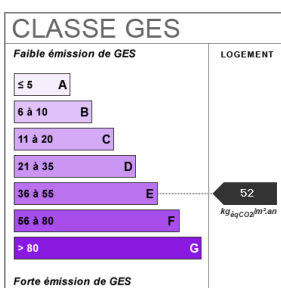 CLASSE GES
Faible émission de GES
LOGEMENT
≤ 5 A
6 à 10 B
11 à 20 C
21 à 35 D
36 à 55 E
52
kgéqCO2/m².an
56 à 80 F
> 80 G
Forte émission de GES